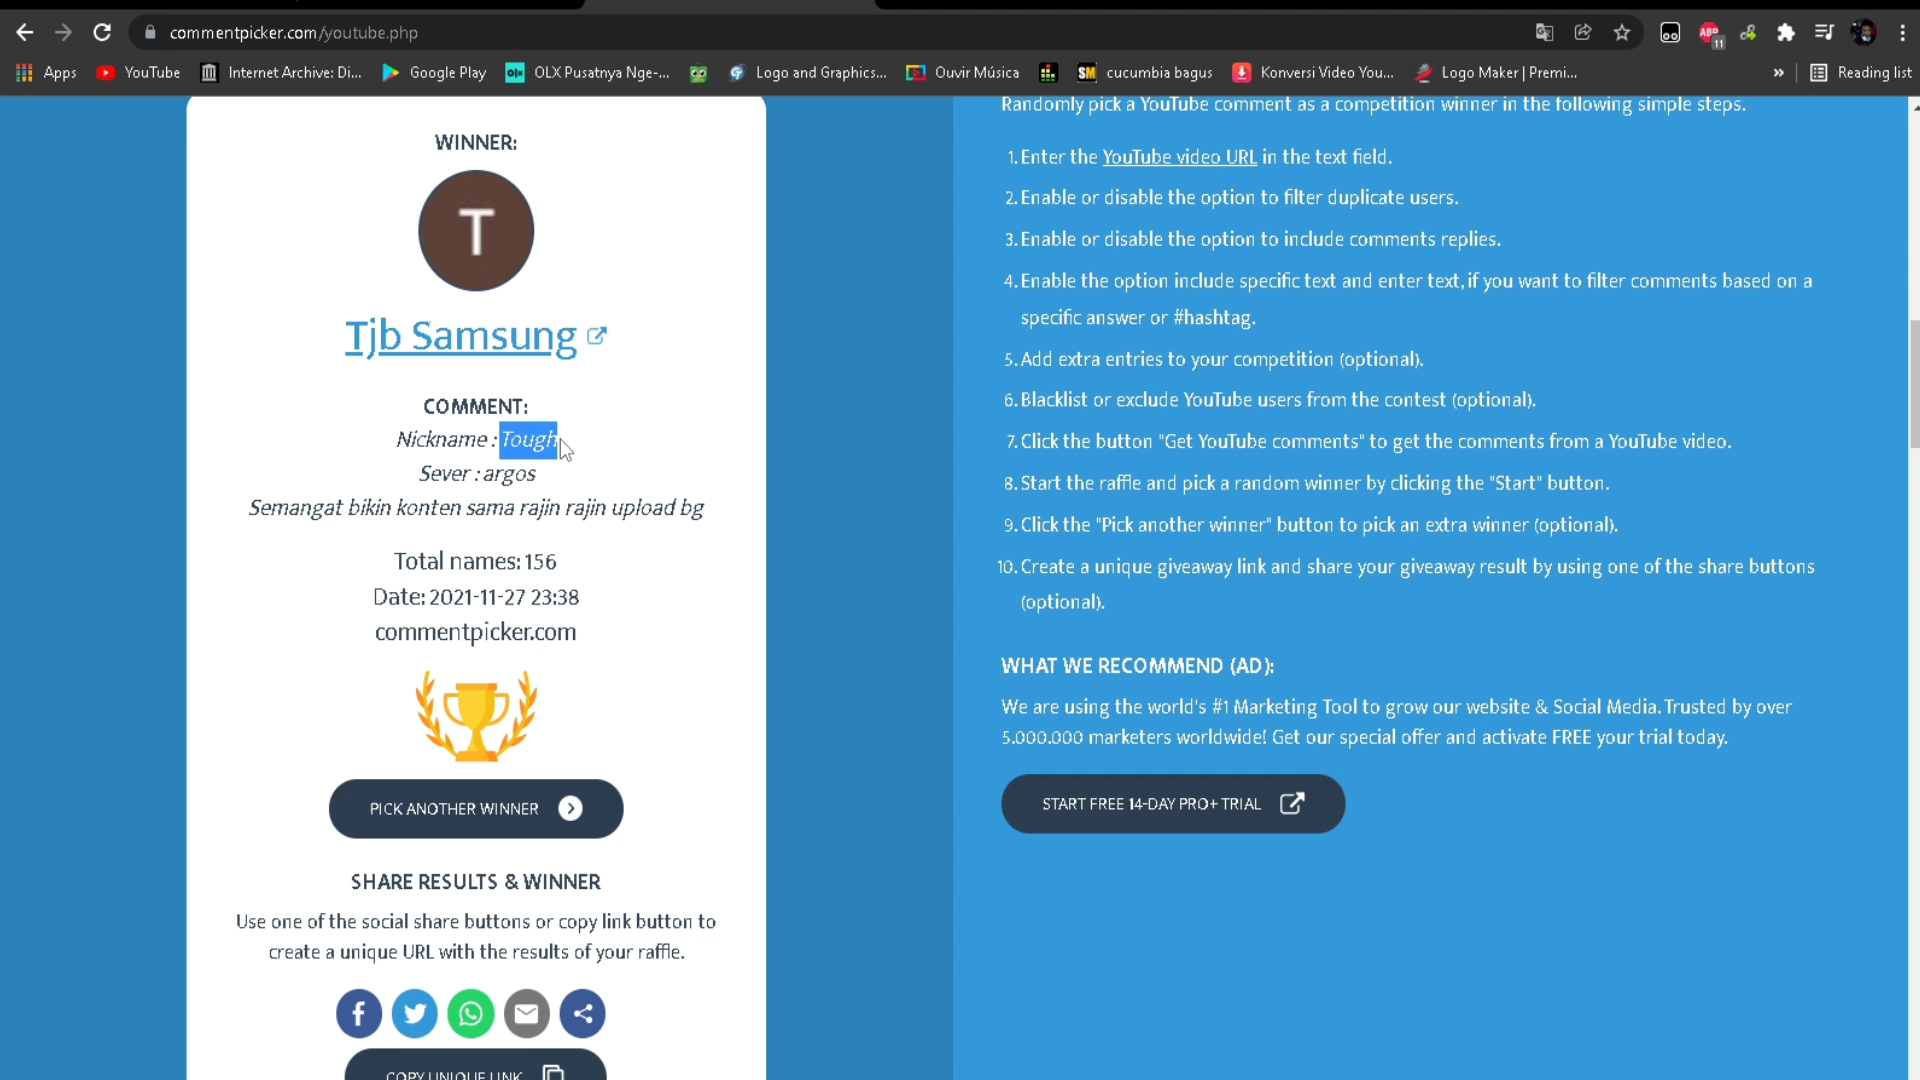 commentpicker.com/youtube.php
ABP
11
Apps
YouTube
Internet Archive: Di...
Google Play
OLX Pusatnya Nge-...
Logo and Graphics...
Ouvir Música
SM
cucumbia bagus
Konversi Video You...
Logo Maker | Premi...
»
Reading list
WINNER:
T
Tjb Samsung
COMMENT:
Nickname : Tough
Sever : argos
Semangat bikin konten sama rajin rajin upload bg
Total names: 156
Date: 2021-11-27 23:38
commentpicker.com
PICK ANOTHER WINNER
SHARE RESULTS & WINNER
Use one of the social share buttons or copy link button to
create a unique URL with the results of your raffle.
COPY UNIQUE LINK
Randomly pick a YouTube comment as a competition winner in the following simple steps.
1. Enter the YouTube video URL in the text field.
2. Enable or disable the option to filter duplicate users.
3. Enable or disable the option to include comments replies.
4. Enable the option include specific text and enter text, if you want to filter comments based on a
specific answer or #hashtag.
5. Add extra entries to your competition (optional).
6. Blacklist or exclude YouTube users from the contest (optional).
7. Click the button "Get YouTube comments" to get the comments from a YouTube video.
8. Start the raffle and pick a random winner by clicking the "Start" button.
9. Click the "Pick another winner" button to pick an extra winner (optional).
10. Create a unique giveaway link and share your giveaway result by using one of the share buttons
(optional).
WHAT WE RECOMMEND (AD):
We are using the world's #1 Marketing Tool to grow our website & Social Media. Trusted by over
5.000.000 marketers worldwide! Get our special offer and activate FREE your trial today.
START FREE 14-DAY PRO+ TRIAL